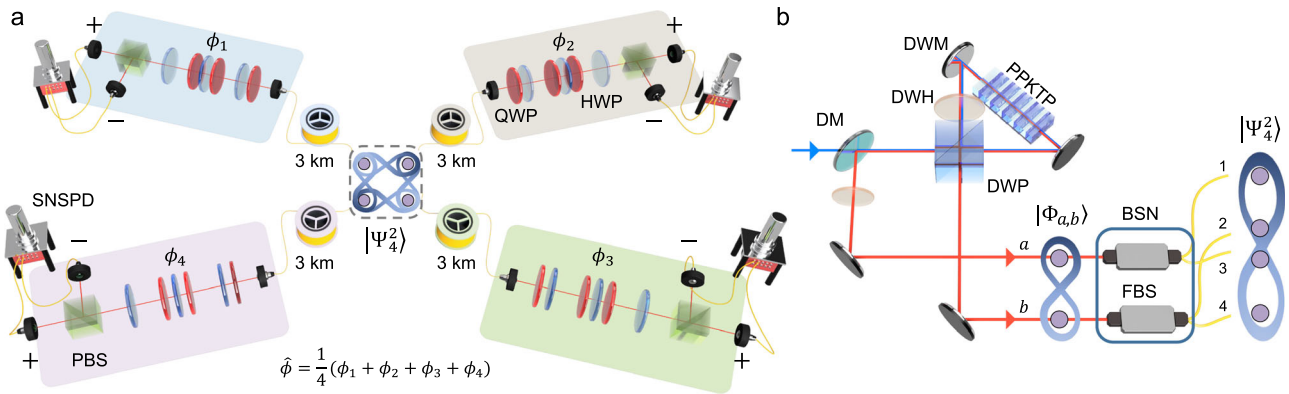 a
+
ϕ₁
−
3 km
ϕ₂
+
QWP
HWP
−
3 km
|Ψ₄²⟩
SNSPD
−
ϕ₄
3 km
PBS
+
3 km
ϕ₃
−
+
ϕ̂ = 1/4 (ϕ₁ + ϕ₂ + ϕ₃ + ϕ₄)
b
DWM
PPKTP
DWH
DM
DWP
|Φₐ,b⟩
a
b
BSN
FBS
1
2
3
4
|Ψ₄²⟩